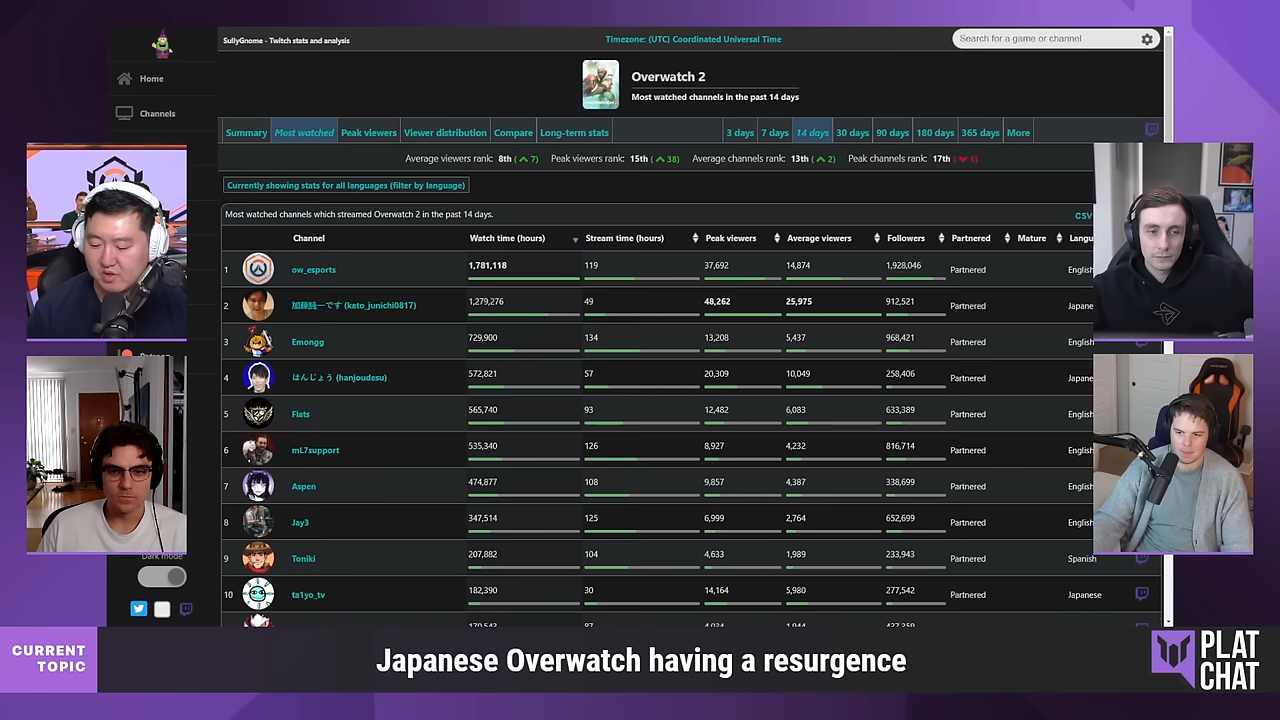 SullyGnome - Twitch stats and analysis
Timezone: (UTC) Coordinated Universal Time
Search for a game or channel
Home
Channels
Overwatch 2
Most watched channels in the past 14 days
Summary Most watched Peak viewers Viewer distribution Compare Long-term stats 3 days 7 days 14 days 30 days 90 days 180 days 365 days More
Average viewers rank: 8th ( 7) Peak viewers rank: 15th ( 38) Average channels rank: 13th ( 2) Peak channels rank: 17th ( 1)
Currently showing stats for all languages (filter by language)
Most watched channels which streamed Overwatch 2 in the past 14 days.
CSV
Channel Watch time (hours) Stream time (hours) Peak viewers Average viewers Followers Partnered Mature Langu
1 ow_esports 1,781,118 119 37,692 14,874 1,928,046 Partnered English
2 加藤純一です (kato_junichi0817) 1,279,276 49 48,262 25,975 912,521 Partnered Japane
3 Emongg 729,900 134 13,208 5,437 968,421 Partnered English
4 はんじょう (hanjoudesu) 572,821 57 20,309 10,049 258,406 Partnered Japane
5 Flats 565,740 93 12,482 6,083 633,389 Partnered English
6 mL7support 535,340 126 8,927 4,232 816,714 Partnered English
7 Aspen 474,877 108 9,857 4,387 338,699 Partnered English
8 Jay3 347,514 125 6,999 2,764 652,699 Partnered English
9 Toniki 207,882 104 4,633 1,989 233,943 Partnered Spanish
10 ta1yo_tv 182,390 30 14,164 5,980 277,542 Partnered Japanese
Dark mode
CURRENT
TOPIC
Japanese Overwatch having a resurgence
PLAT
CHAT